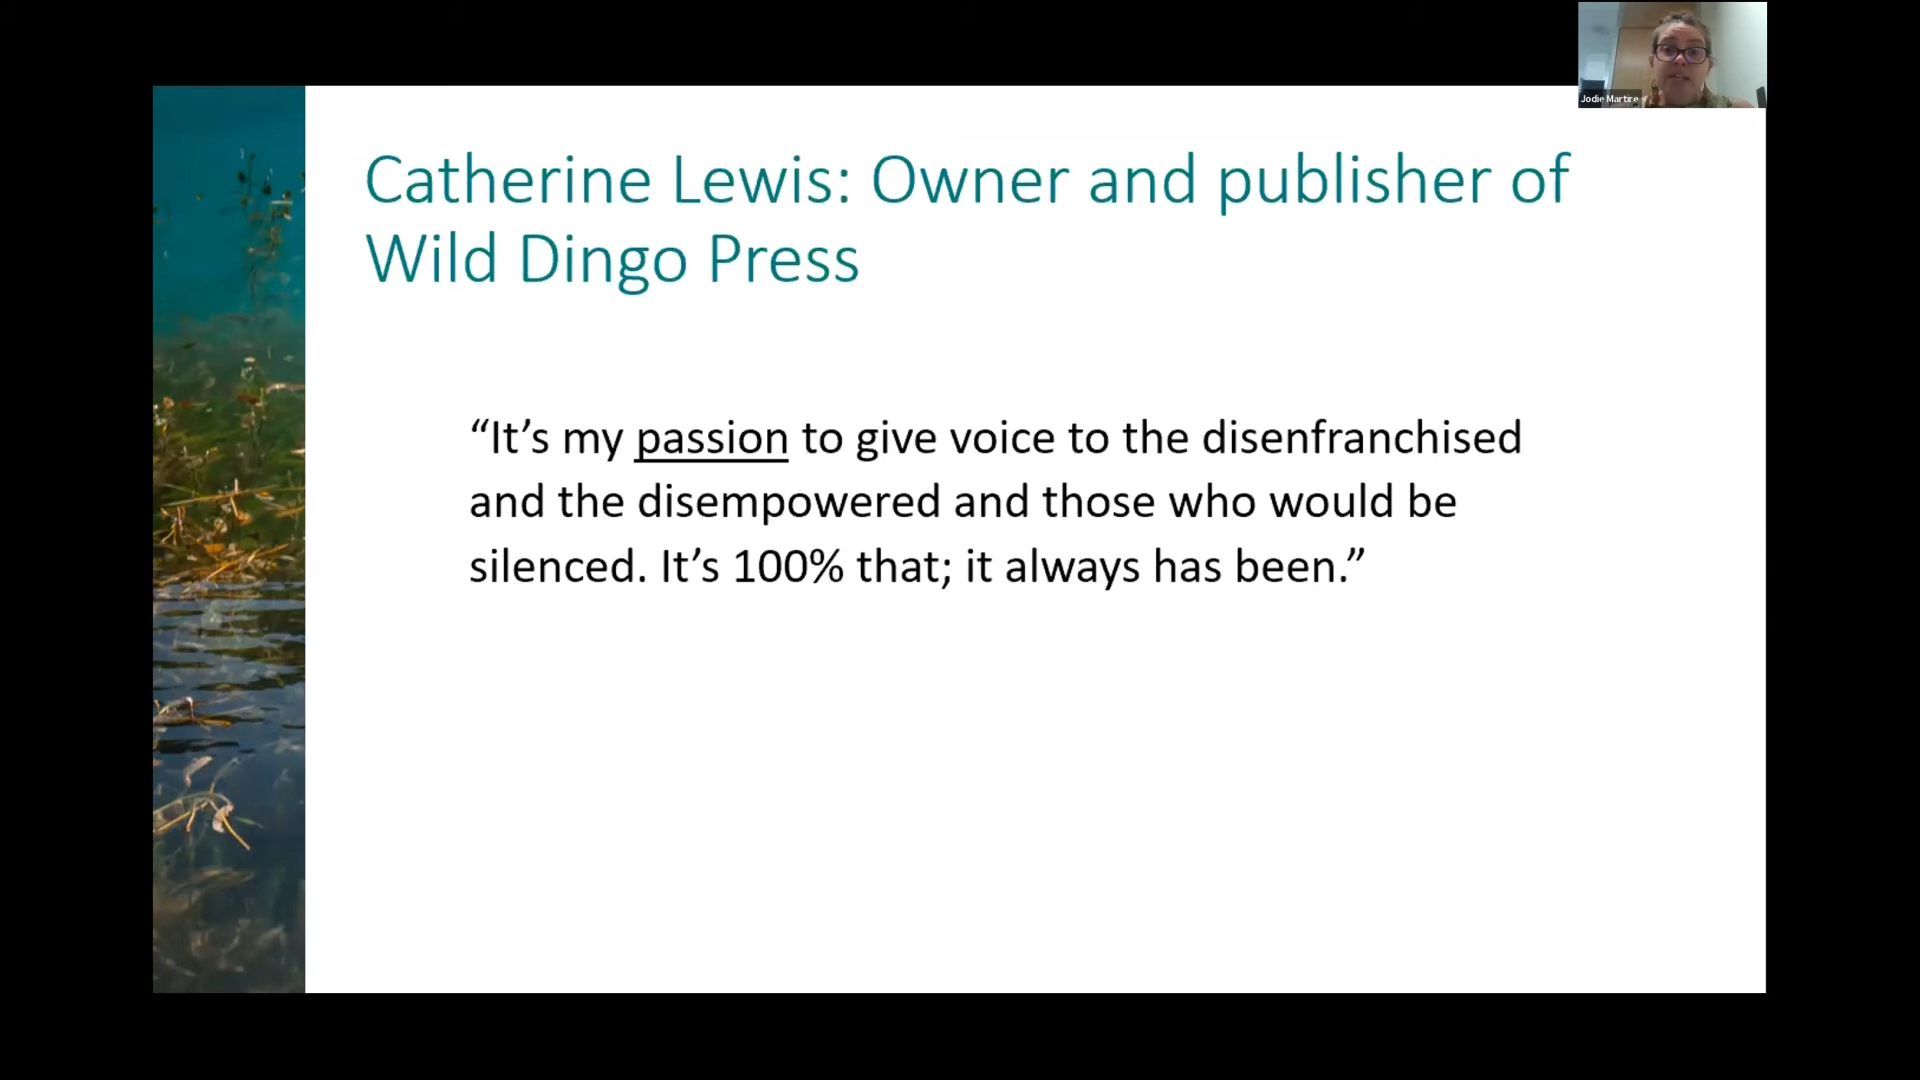 Jodie Martire
Catherine Lewis: Owner and publisher of
Wild Dingo Press
“It’s my passion to give voice to the disenfranchised
and the disempowered and those who would be
silenced. It’s 100% that; it always has been.”